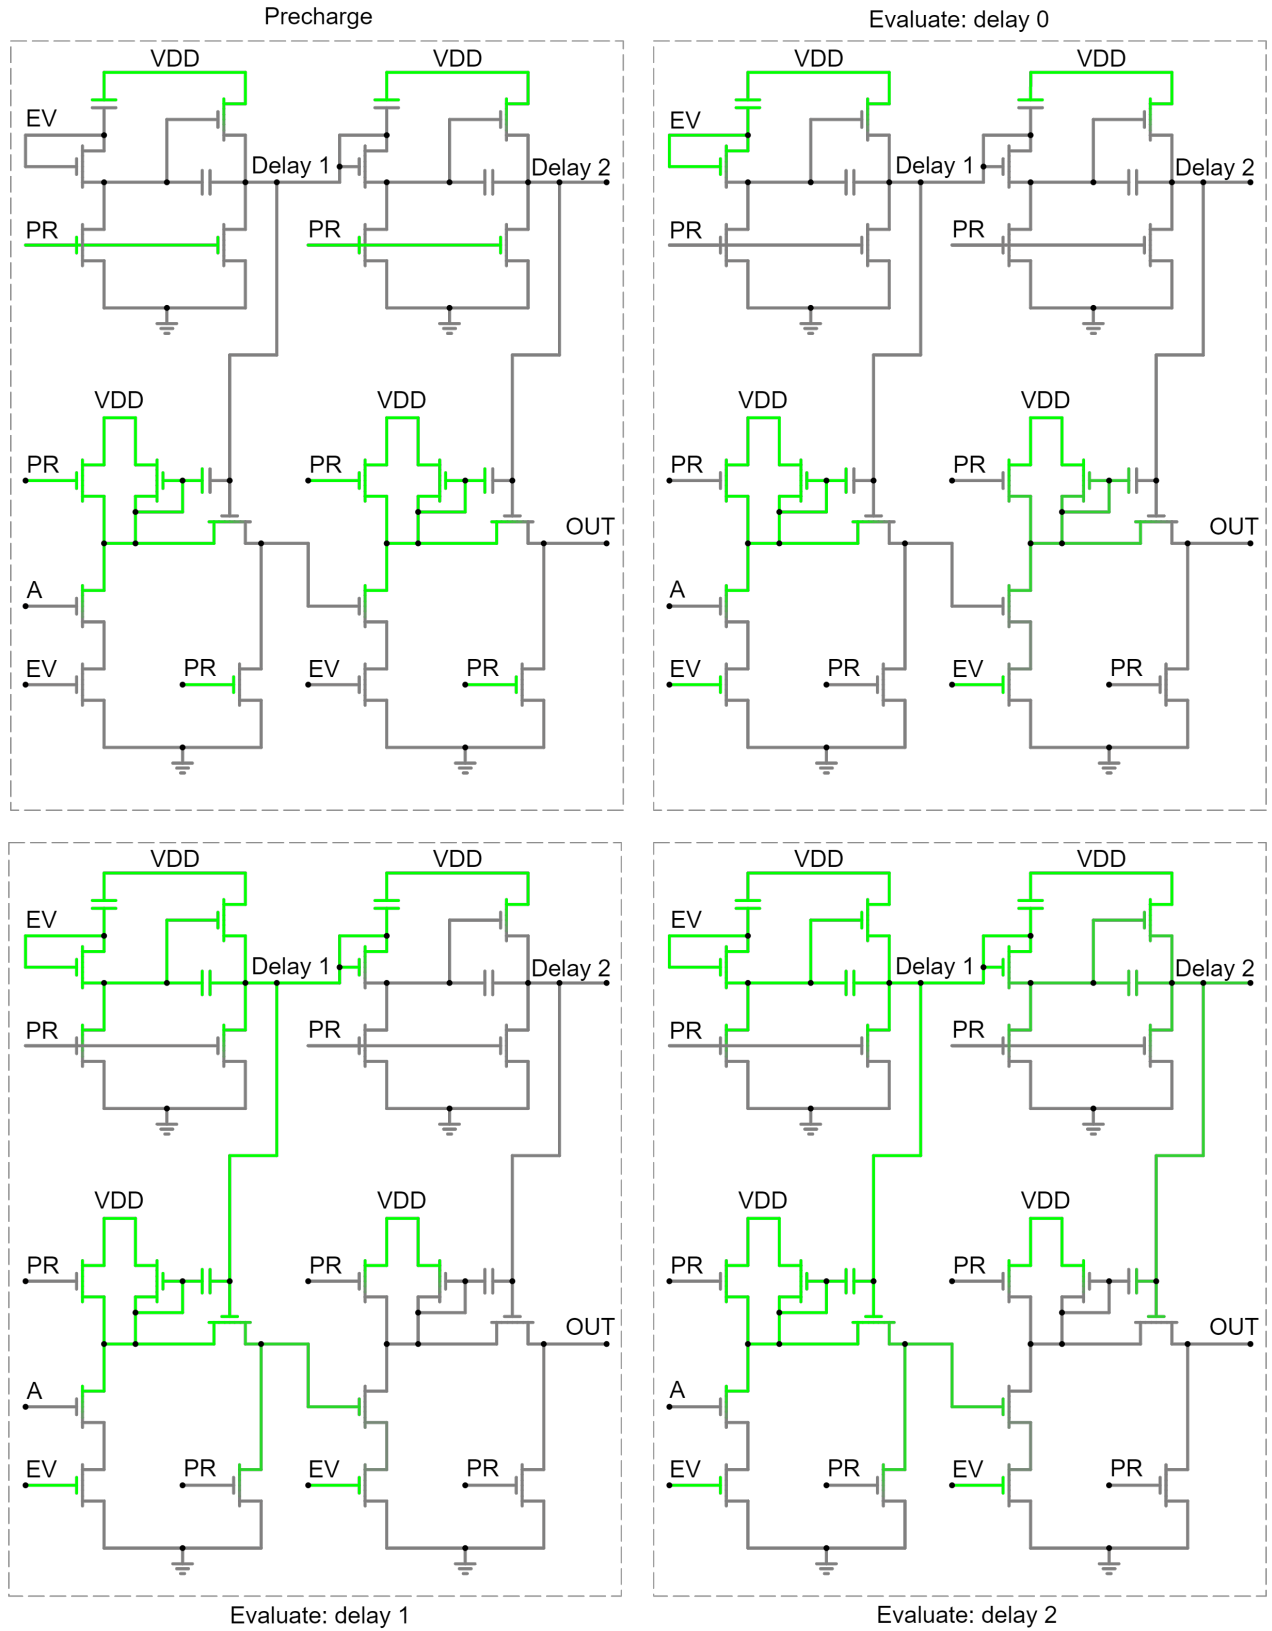 Precharge
VDD
VDD
EV
Delay 1
Delay 2
PR
PR
VDD
VDD
PR
PR
OUT
A
EV
PR
EV
PR
Evaluate: delay 0
VDD
VDD
EV
Delay 1
Delay 2
PR
PR
VDD
VDD
PR
PR
OUT
A
EV
PR
EV
PR
VDD
VDD
EV
Delay 1
Delay 2
PR
PR
VDD
VDD
PR
PR
OUT
A
EV
PR
EV
PR
Evaluate: delay 1
VDD
VDD
EV
Delay 1
Delay 2
PR
PR
VDD
VDD
PR
PR
OUT
A
EV
PR
EV
PR
Evaluate: delay 2